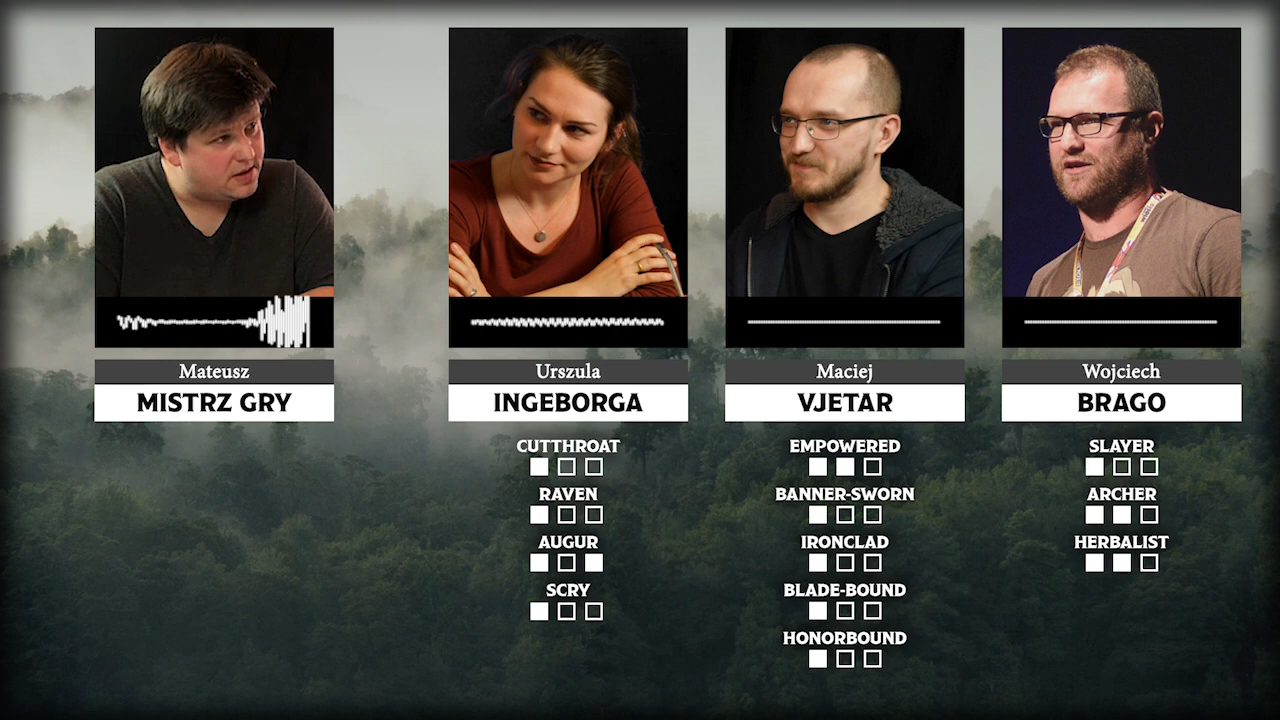 Mateusz
MISTRZ GRY
Urszula
INGEBORGA
CUTTHROAT
RAVEN
AUGUR
SCRY
Maciej
VJETAR
EMPOWERED
BANNER-SWORN
IRONCLAD
BLADE-BOUND
HONORBOUND
Wojciech
BRAGO
SLAYER
ARCHER
HERBALIST